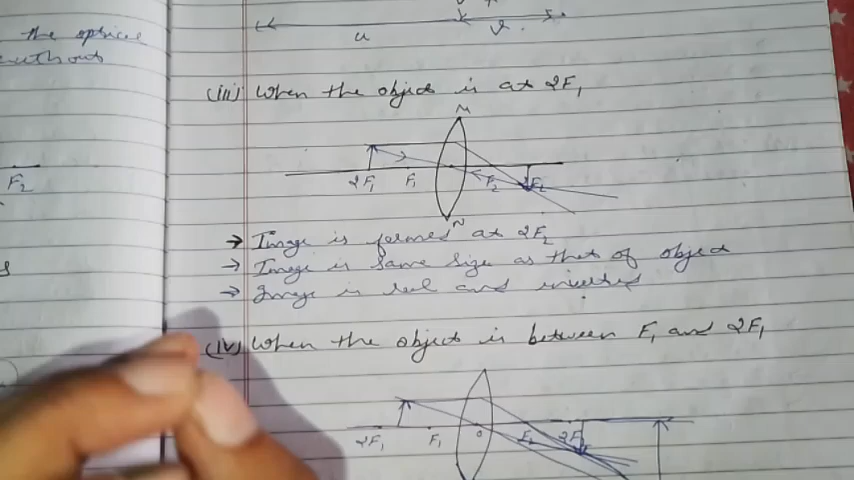 the optical
without
F2
u
v
(iii) When the object is at 2F1
M
2F1 F1 F2 2F2
N
→ Image is formed at 2F2
→ Image is same size as that of object
→ Image is real and inverted
(iv) When the object is between F1 and 2F1
2F1 F1 O F2 2F